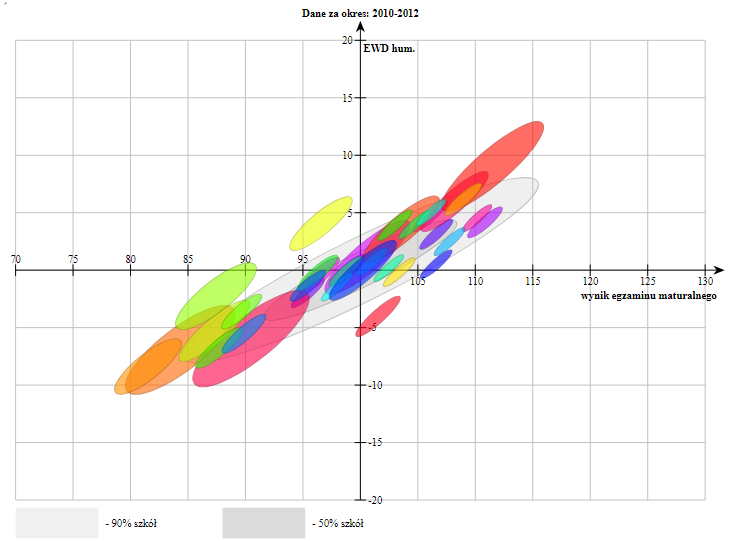 Dane za okres: 2010-2012
20
EWD hum.
15
10
5
70 75 80 85 90 95 100 105 110 115 120 125 130
wynik egzaminu maturalnego
-5
-10
-15
-20
- 90% szkół - 50% szkół